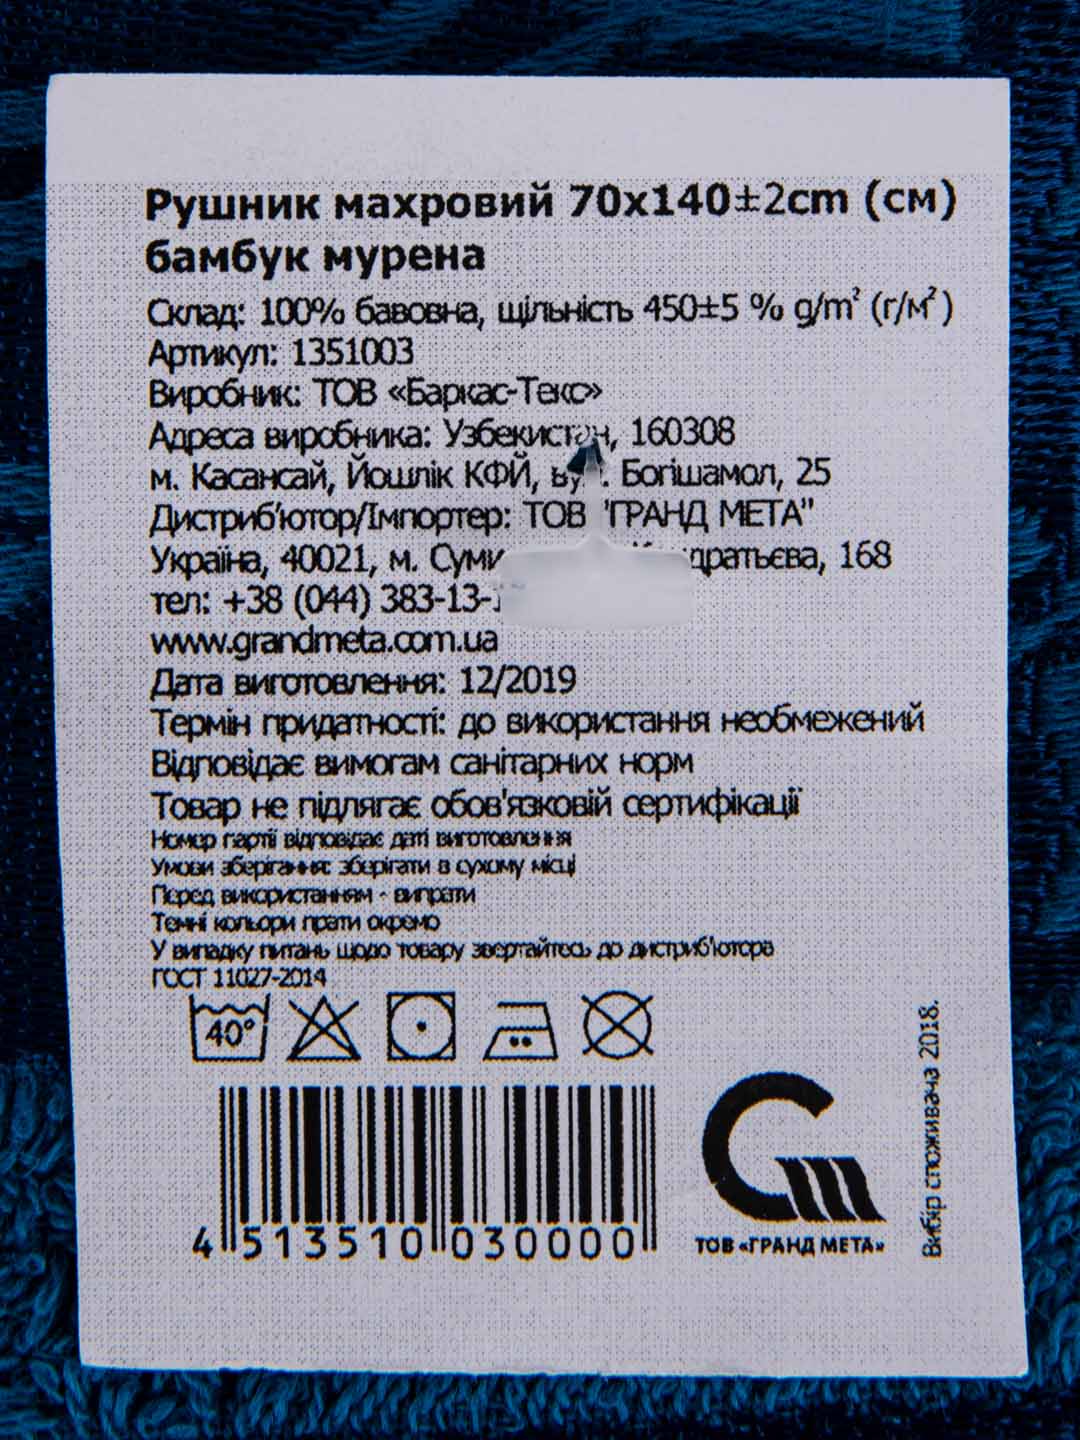 Рушник махровий 70х140±2cm (см)
бамбук мурена
Склад: 100% бавовна, щільність 450±5 % g/m² (г/м²)
Артикул: 1351003
Виробник: ТОВ «Баркас-Текс»
Адреса виробника: Узбекистан, 160308
м. Касансай, Йошлік КФЙ, вул. Богішамол, 25
Дистриб'ютор/Імпортер: ТОВ "ГРАНД МЕТА"
Україна, 40021, м. Суми 168
тел: +38 (044) 383-13-
www.grandmeta.com.ua
Дата виготовлення: 12/2019
Термін придатності: до використання необмежений
Відповідає вимогам санітарних норм
Товар не підлягає обов'язковій сертифікації
Номер партії відповідає даті виготовлення
Умови зберігання: зберігати в сухому місці
Перед використанням - випрати
Темні кольори прати окремо
У випадку питань щодо товару звертайтесь до дистриб'ютора
ГОСТ 11027-2014
40°
4 513510 030000
ТОВ «ГРАНД МЕТА»
Вибір споживача 2018.